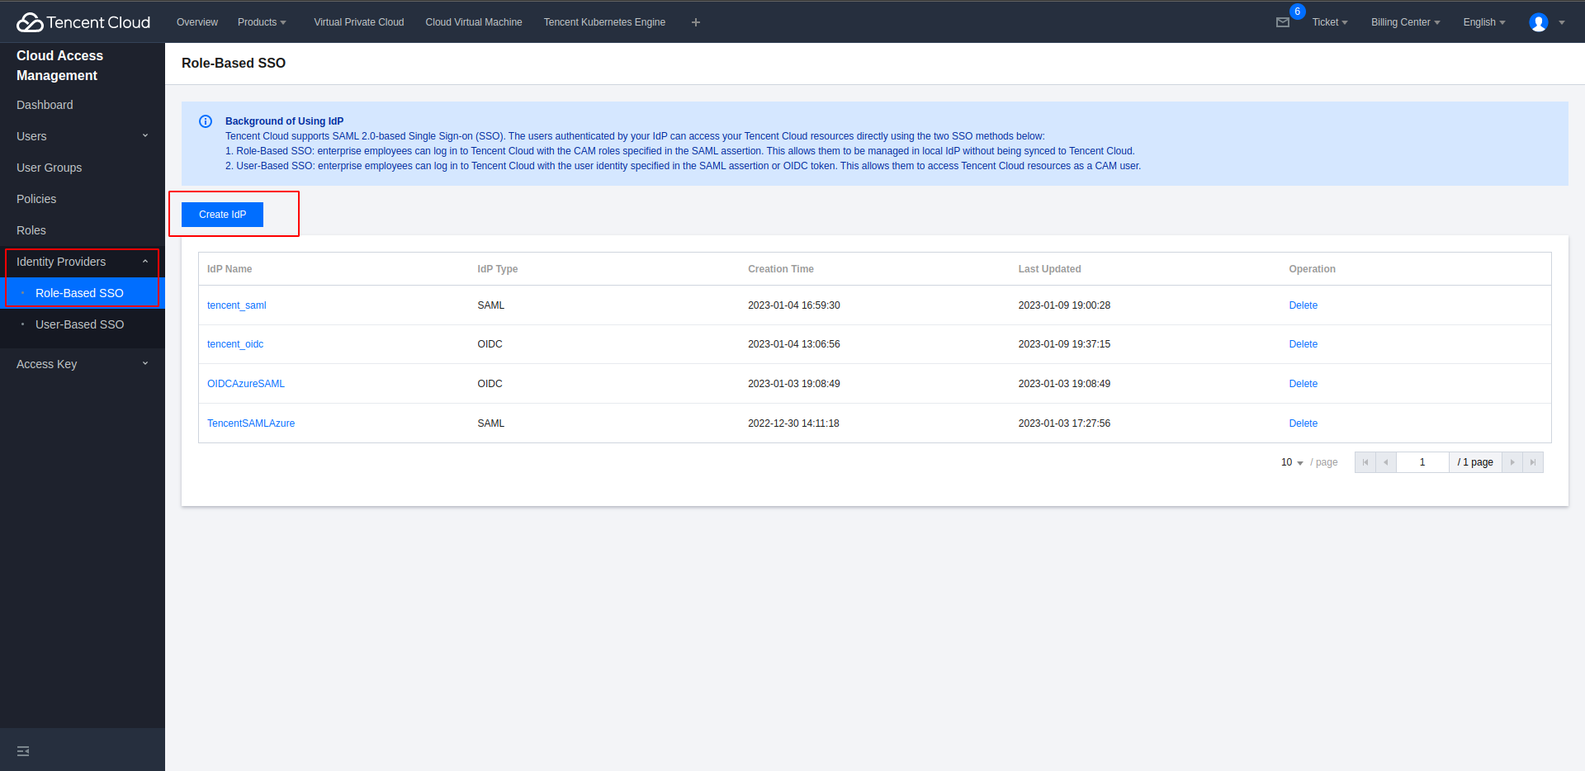 Tencent Cloud
Overview
Products
Virtual Private Cloud
Cloud Virtual Machine
Tencent Kubernetes Engine
6
Ticket
Billing Center
English
Cloud Access
Management
Dashboard
Users
User Groups
Policies
Roles
Identity Providers
Role-Based SSO
User-Based SSO
Access Key
Role-Based SSO
Background of Using IdP
Tencent Cloud supports SAML 2.0-based Single Sign-on (SSO). The users authenticated by your IdP can access your Tencent Cloud resources directly using the two SSO methods below:
1. Role-Based SSO: enterprise employees can log in to Tencent Cloud with the CAM roles specified in the SAML assertion. This allows them to be managed in local IdP without being synced to Tencent Cloud.
2. User-Based SSO: enterprise employees can log in to Tencent Cloud with the user identity specified in the SAML assertion or OIDC token. This allows them to access Tencent Cloud resources as a CAM user.
Create IdP
IdP Name IdP Type Creation Time Last Updated Operation
tencent_saml SAML 2023-01-04 16:59:30 2023-01-09 19:00:28 Delete
tencent_oidc OIDC 2023-01-04 13:06:56 2023-01-09 19:37:15 Delete
OIDCAzureSAML OIDC 2023-01-03 19:08:49 2023-01-03 19:08:49 Delete
TencentSAMLAzure SAML 2022-12-30 14:11:18 2023-01-03 17:27:56 Delete
10 / page 1 / 1 page